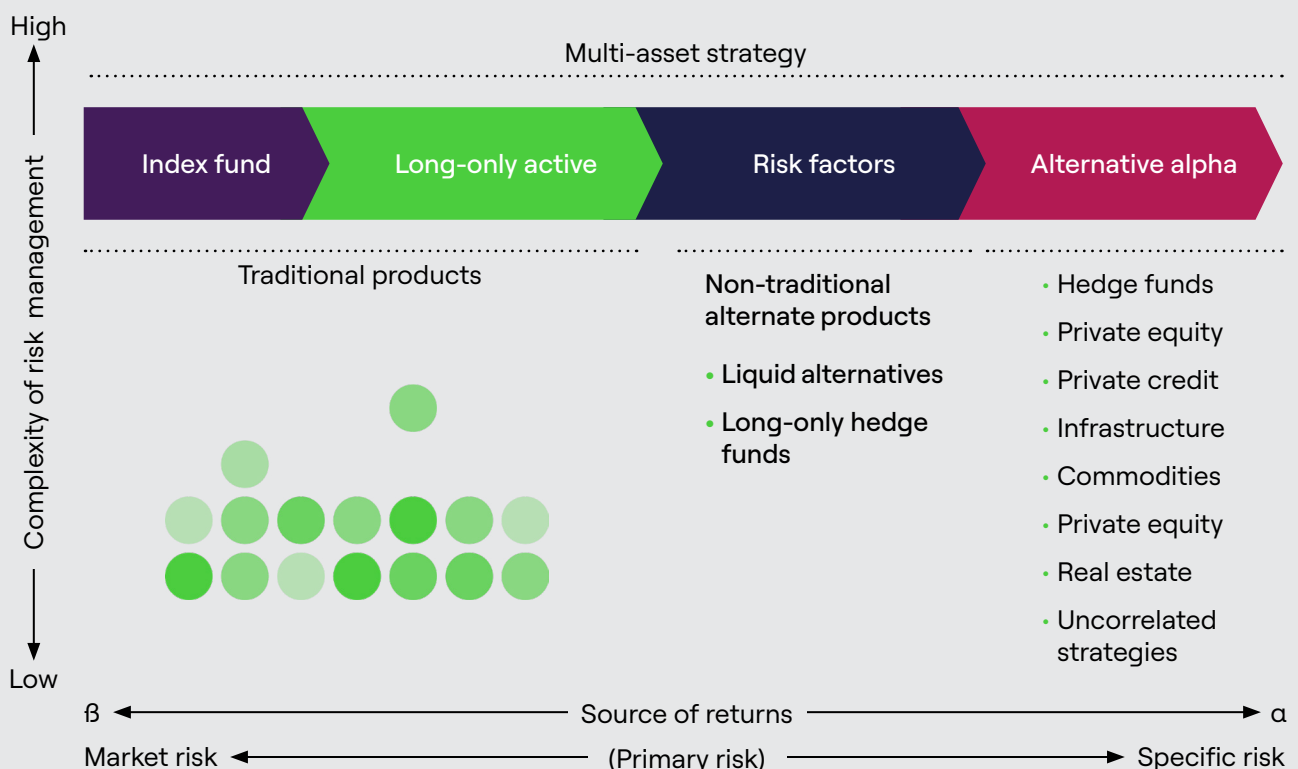 High
Multi-asset strategy
Index fund
Long-only active
Risk factors
Alternative alpha
Complexity of risk management
Traditional products
Non-traditional
alternate products
• Liquid alternatives
• Long-only hedge
funds
• Hedge funds
• Private equity
• Private credit
• Infrastructure
• Commodities
• Private equity
• Real estate
• Uncorrelated
strategies
Low
ß
Source of returns
α
Market risk
(Primary risk)
Specific risk